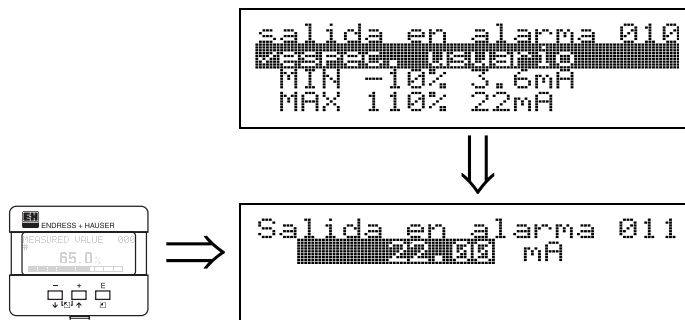 salida en alarma 010
✓espec. usuario
MIN -10% 3.6mA
MAX 110% 22mA
EH
ENDRESS + HAUSER
MEASURED VALUE 000
#
65.0 %
- + E
Salida en alarma 011
22.00 mA